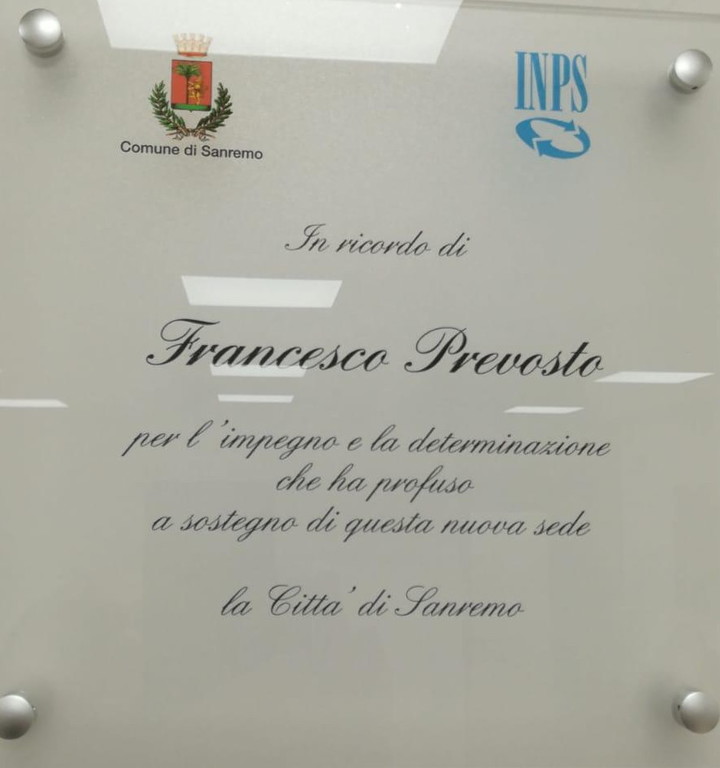 Comune di Sanremo
INPS
In ricordo di
Francesco Prevosto
per l'impegno e la determinazione
che ha profuso
a sostegno di questa nuova sede
la Citta' di Sanremo